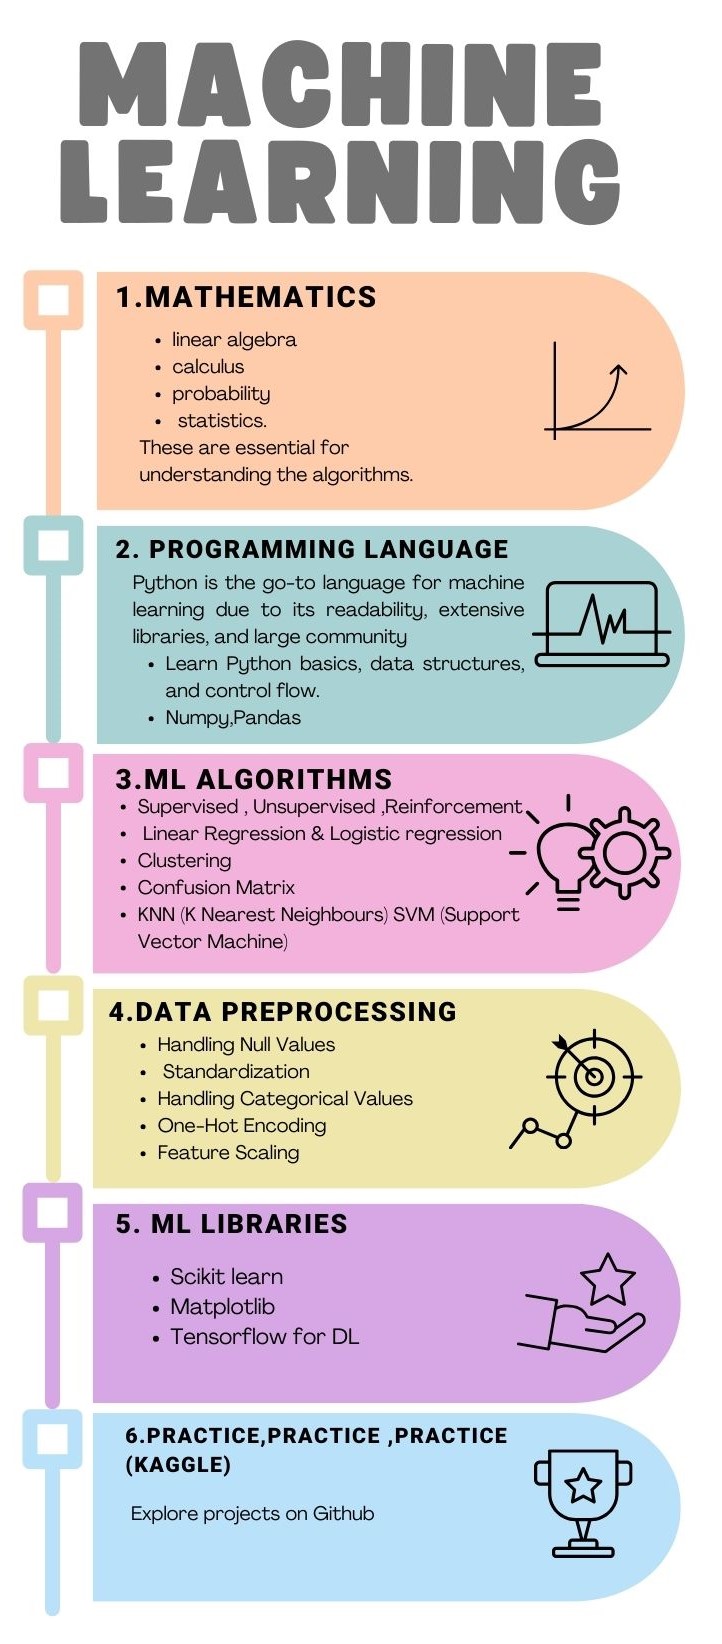 MACHINE
LEARNING
1.MATHEMATICS
• linear algebra
• calculus
• probability
• statistics.
These are essential for
understanding the algorithms.
2. PROGRAMMING LANGUAGE
Python is the go-to language for machine
learning due to its readability, extensive
libraries, and large community
• Learn Python basics, data structures,
and control flow.
• Numpy,Pandas
3.ML ALGORITHMS
• Supervised , Unsupervised ,Reinforcement
• Linear Regression & Logistic regression
• Clustering
• Confusion Matrix
• KNN (K Nearest Neighbours) SVM (Support
Vector Machine)
4.DATA PREPROCESSING
• Handling Null Values
• Standardization
• Handling Categorical Values
• One-Hot Encoding
• Feature Scaling
5. ML LIBRARIES
• Scikit learn
• Matplotlib
• Tensorflow for DL
6.PRACTICE,PRACTICE ,PRACTICE
(KAGGLE)
Explore projects on Github